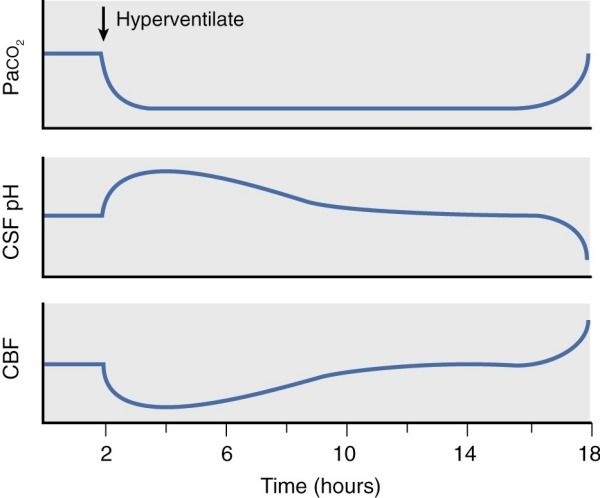 Hyperventilate
PaCO₂
CSF pH
CBF
2 6 10 14 18
Time (hours)